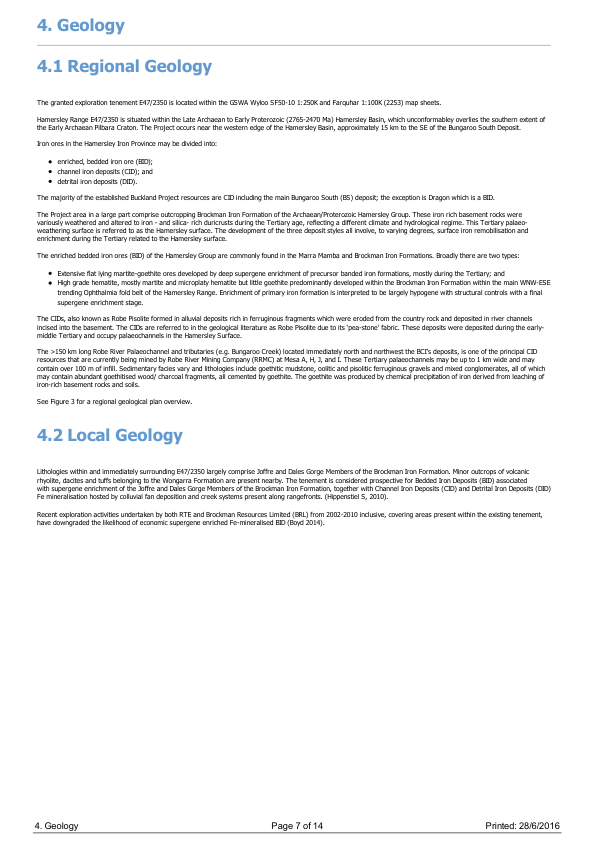 4. Geology
4.1 Regional Geology
The granted exploration tenement E47/2350 is located within the GSWA Wyloo SF50-10 1:250K and Farquhar 1:100K (2253) map sheets.
Hamersley Range E47/2350 is situated within the Late Archaean to Early Proterozoic (2765-2470 Ma) Hamersley Basin, which unconformabley overlies the southern extent of
the Early Archaean Pilbara Craton. The Project occurs near the western edge of the Hamersley Basin, approximately 15 km to the SE of the Bungaroo South Deposit.
Iron ores in the Hamersley Iron Province may be divided into:
● enriched, bedded iron ore (BID);
● channel iron deposits (CID); and
● detrital iron deposits (DID).
The majority of the established Buckland Project resources are CID including the main Bungaroo South (BS) deposit; the exception is Dragon which is a BID.
The Project area in a large part comprise outcropping Brockman Iron Formation of the Archaean/Proterozoic Hamersley Group. These iron rich basement rocks were
variously weathered and altered to iron - and silica- rich duricrusts during the Tertiary age, reflecting a different climate and hydrological regime. This Tertiary palaeo-
weathering surface is referred to as the Hamersley surface. The development of the three deposit styles all involve, to varying degrees, surface iron remobilisation and
enrichment during the Tertiary related to the Hamersley surface.
The enriched bedded iron ores (BID) of the Hamersley Group are commonly found in the Marra Mamba and Brockman Iron Formations. Broadly there are two types:
● Extensive flat lying martite-goethite ores developed by deep supergene enrichment of precursor banded iron formations, mostly during the Tertiary; and
● High grade hematite, mostly martite and microplaty hematite but little goethite predominantly developed within the Brockman Iron Formation within the main WNW-ESE
trending Ophthalmia fold belt of the Hamersley Range. Enrichment of primary iron formation is interpreted to be largely hypogene with structural controls with a final
supergene enrichment stage.
The CIDs, also known as Robe Pisolite formed in alluvial deposits rich in ferruginous fragments which were eroded from the country rock and deposited in river channels
incised into the basement. The CIDs are referred to in the geological literature as Robe Pisolite due to its 'pea-stone' fabric. These deposits were deposited during the early-
middle Tertiary and occupy palaeochannels in the Hamersley Surface.
The >150 km long Robe River Palaeochannel and tributaries (e.g. Bungaroo Creek) located immediately north and northwest the BCI's deposits, is one of the principal CID
resources that are currently being mined by Robe River Mining Company (RRMC) at Mesa A, H, J, and I. These Tertiary palaeochannels may be up to 1 km wide and may
contain over 100 m of infill. Sedimentary facies vary and lithologies include goethitic mudstone, oolitic and pisolitic ferruginous gravels and mixed conglomerates, all of which
may contain abundant goethitised wood/ charcoal fragments, all cemented by goethite. The goethite was produced by chemical precipitation of iron derived from leaching of
iron-rich basement rocks and soils.
See Figure 3 for a regional geological plan overview.
4.2 Local Geology
Lithologies within and immediately surrounding E47/2350 largely comprise Joffre and Dales Gorge Members of the Brockman Iron Formation. Minor outcrops of volcanic
rhyolite, dacites and tuffs belonging to the Wongarra Formation are present nearby. The tenement is considered prospective for Bedded Iron Deposits (BID) associated
with supergene enrichment of the Joffre and Dales Gorge Members of the Brockman Iron Formation, together with Channel Iron Deposits (CID) and Detrital Iron Deposits (DID)
Fe mineralisation hosted by colluvial fan deposition and creek systems present along rangefronts. (Hippenstiel S, 2010).
Recent exploration activities undertaken by both RTE and Brockman Resources Limited (BRL) from 2002-2010 inclusive, covering areas present within the existing tenement,
have downgraded the likelihood of economic supergene enriched Fe-mineralised BID (Boyd 2014).
4. Geology Page 7 of 14 Printed: 28/6/2016